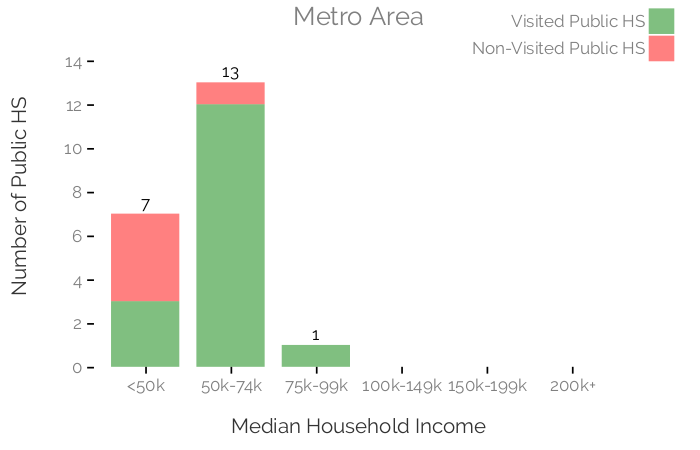 Metro Area
Visited Public HS
Non-Visited Public HS
Number of Public HS
14
12
10
8
6
4
2
0
7
13
1
<50k
50k-74k
75k-99k
100k-149k
150k-199k
200k+
Median Household Income